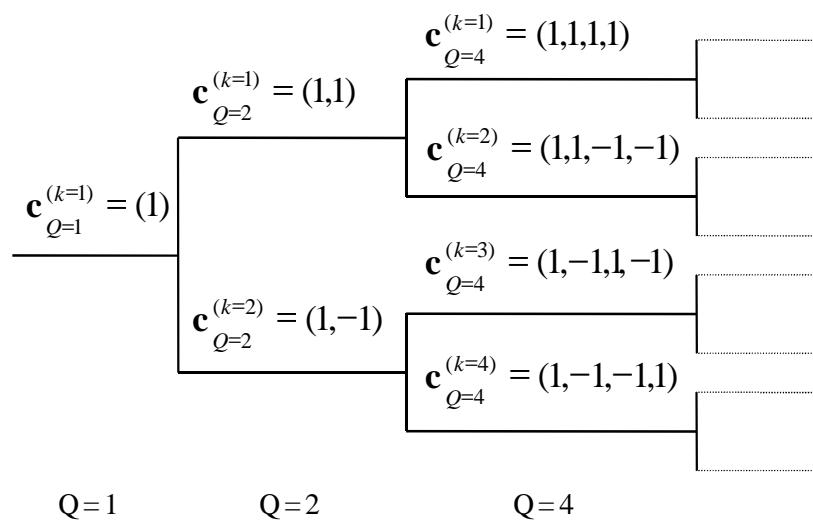 c_{Q=4}^{(k=1)} = (1,1,1,1)
c_{Q=2}^{(k=1)} = (1,1)
c_{Q=4}^{(k=2)} = (1,1,−1,−1)
c_{Q=1}^{(k=1)} = (1)
c_{Q=4}^{(k=3)} = (1,−1,1,−1)
c_{Q=2}^{(k=2)} = (1,−1)
c_{Q=4}^{(k=4)} = (1,−1,−1,1)
Q=1 Q=2 Q=4